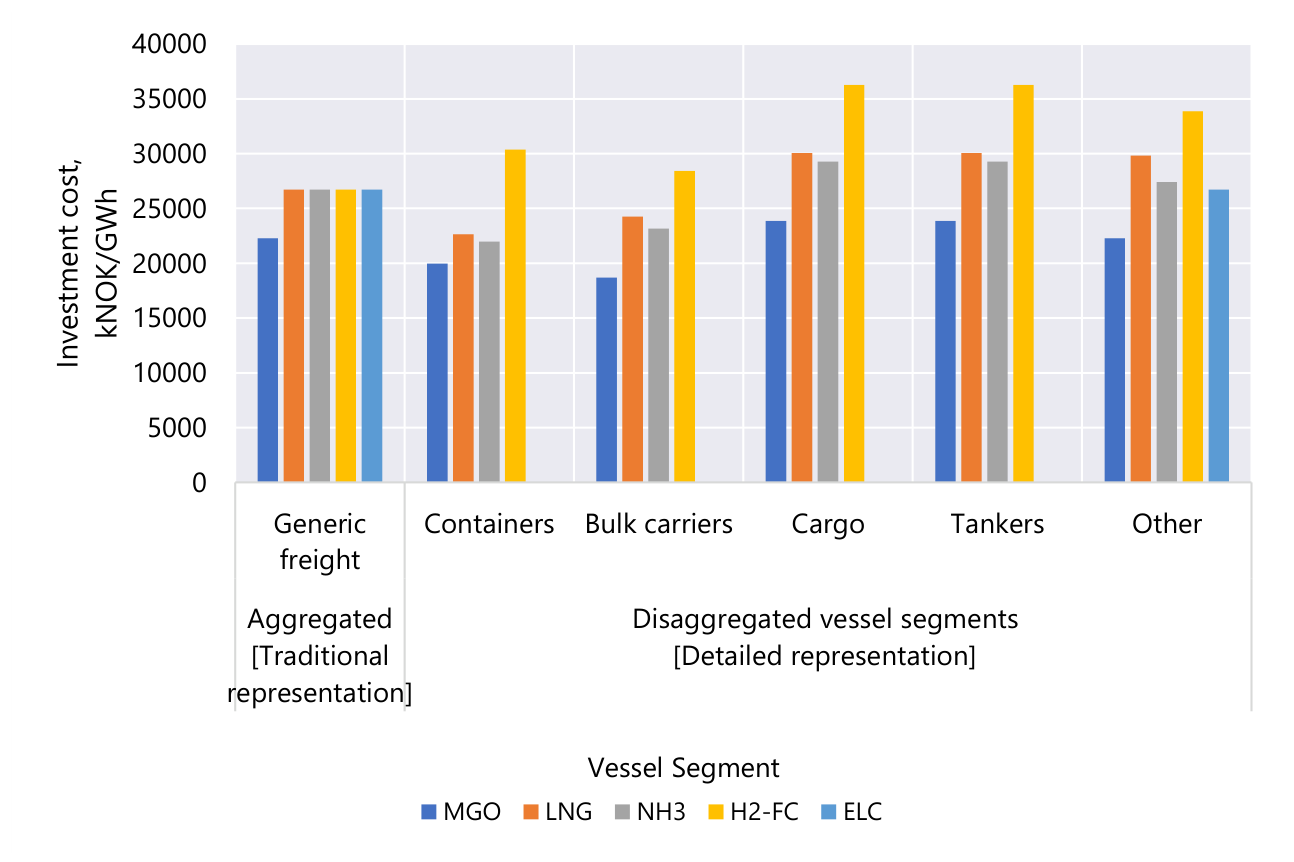 40000
35000
30000
25000
20000
15000
10000
5000
0
Investment cost,
kNOK/GWh
Generic
freight
Containers
Bulk carriers
Cargo
Tankers
Other
Aggregated
[Traditional
representation]
Disaggregated vessel segments
[Detailed representation]
Vessel Segment
MGO LNG NH3 H2-FC ELC